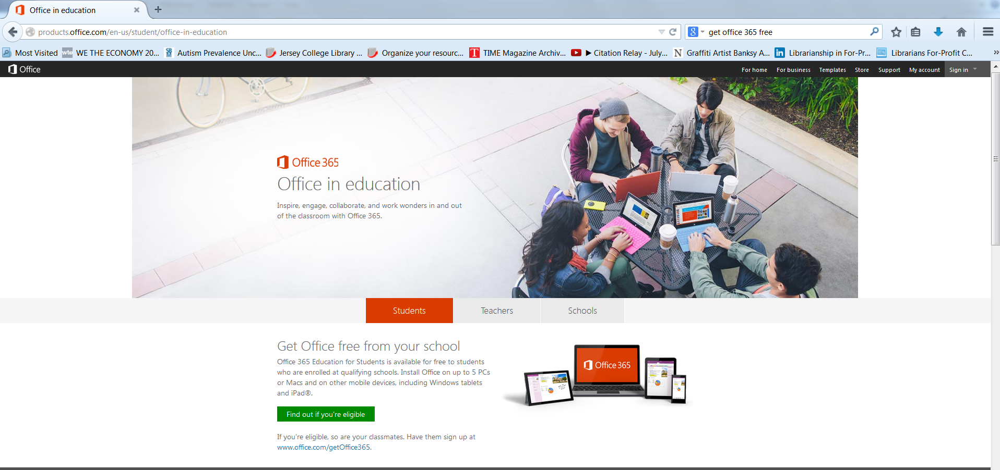 Office in education
products.office.com/en-us/student/office-in-education
get office 365 free
Most Visited WE THE ECONOMY 20... Autism Prevalence Unc... Jersey College Library ... Organize your resourc... TIME Magazine Archiv... ▶ Citation Relay - July... Graffiti Artist Banksy A... Librarianship in For-Pr... Librarians For-Profit C... »
Office For home For business Templates Store Support My account Sign in
Office 365
Office in education
Inspire, engage, collaborate, and work wonders in and out
of the classroom with Office 365.
Students Teachers Schools
Get Office free from your school
Office 365 Education for Students is available for free to students
who are enrolled at qualifying schools. Install Office on up to 5 PCs
or Macs and on other mobile devices, including Windows tablets
and iPad®.
Office 365
Find out if you're eligible
If you're eligible, so are your classmates. Have them sign up at
www.office.com/getOffice365.